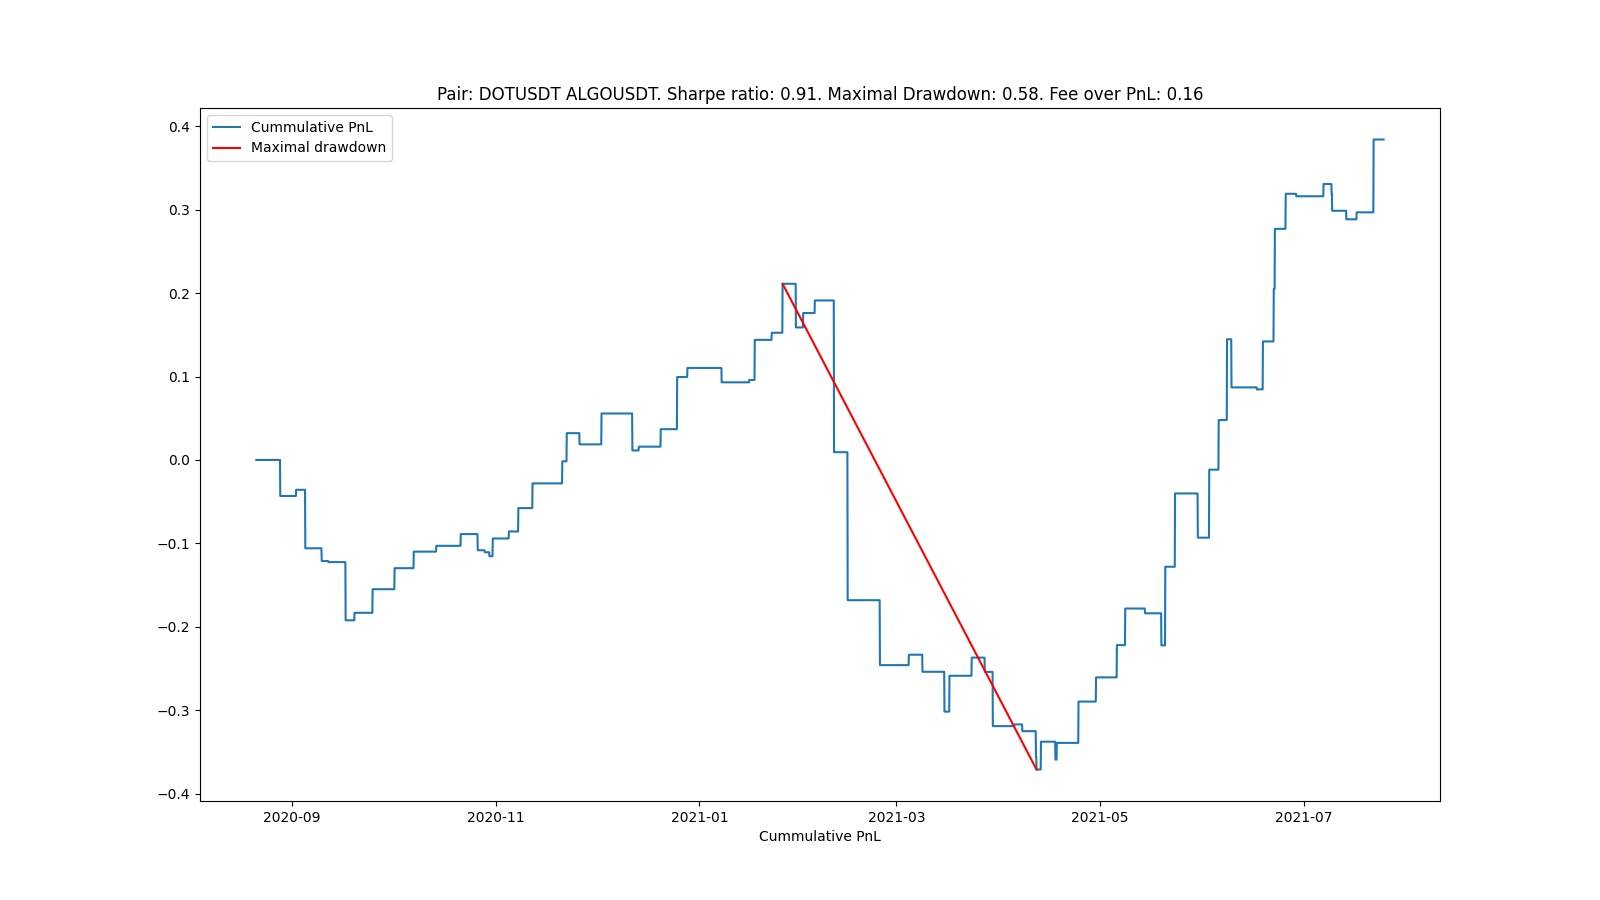 Pair: DOTUSDT ALGOUSDT. Sharpe ratio: 0.91. Maximal Drawdown: 0.58. Fee over PnL: 0.16
Cummulative PnL
Maximal drawdown
0.4
0.3
0.2
0.1
0.0
−0.1
−0.2
−0.3
−0.4
2020-09 2020-11 2021-01 2021-03 2021-05 2021-07
Cummulative PnL